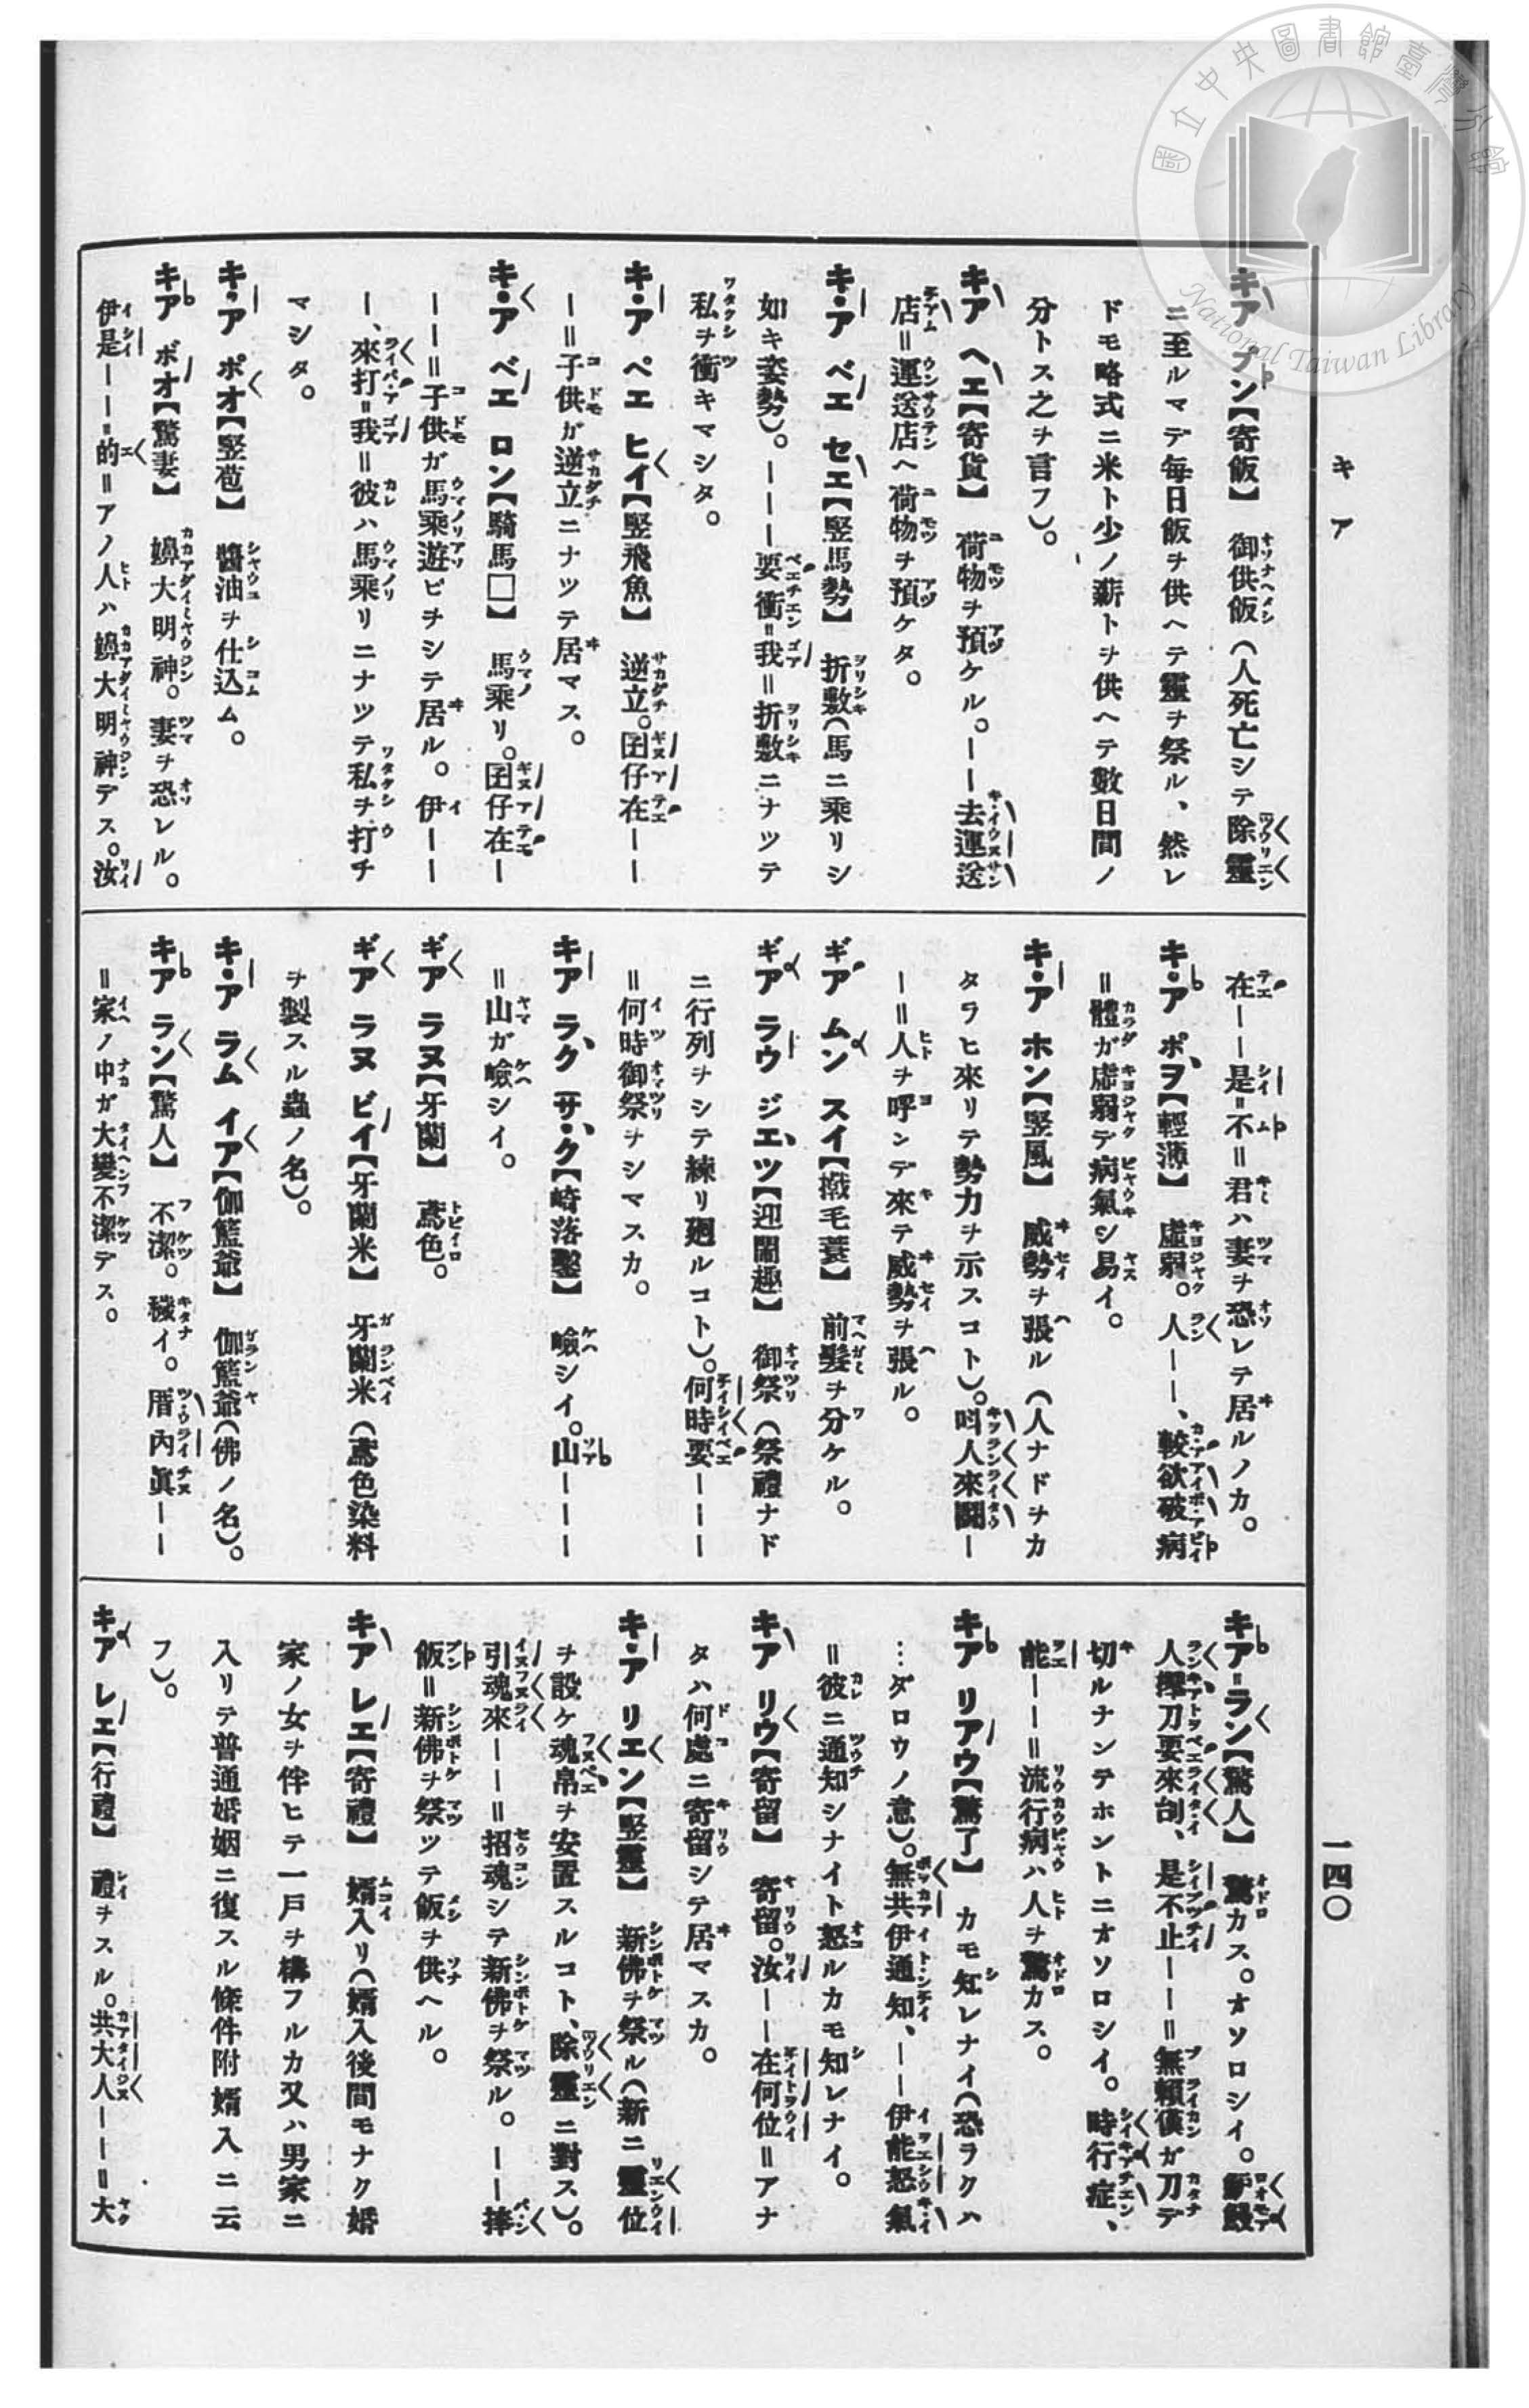 國立中央圖書館臺灣分館
National Taiwan Library
キア
一四〇
キア プン【寄飯】 御供飯（人死亡シテ除靈
ニ至ルマデ毎日飯ヲ供ヘテ靈ヲ祭ル、然レ
ドモ略式ニ米ト少ノ薪トヲ供ヘテ數日間ノ
分トス之ヲ言フ）。
キア ヘエ【寄貨】 荷物ヲ預ケル。——去運送
店＝運送店ヘ荷物ヲ預ケタ。
キ・ア ベエ セエ【竪馬勢】 折敷（馬ニ乘リシ
如キ姿勢）。———要衝=我＝折敷ニナツテ
私ヲ衝キマシタ。
キ・ア ペエ ヒイ【竪飛魚】 逆立。囝仔在——
—＝子供ガ逆立ニナツテ居マス。
キ・ア ベエ ロン【騎馬□】 馬乘リ。囝仔在—
——＝子供ガ馬乘遊ビヲシテ居ル。伊——
—、來打=我＝彼ハ馬乘リニナツテ私ヲ打チ
マシタ。
キ・ア ポオ【竪苞】 醬油ヲ仕込ム。
キア ボオ【驚妻】 嬶大明神。妻ヲ恐レル。
伊是———=的＝アノ人ハ嬶大明神デス。汝
在——是=不＝君ハ妻ヲ恐レテ居ルノカ。
キ・ア ポ・ヲ【輕薄】 虛弱。人——、較欲破病
＝體ガ虛弱デ病氣シ易イ。
キ・ア ホン【竪風】 威勢ヲ張ル（人ナドヲカ
タラヒ來リテ勢力ヲ示スコト）。呌人來鬪—
—＝人ヲ呼ンデ來テ威勢ヲ張ル。
ギア ムン スイ【撠毛蓑】 前髮ヲ分ケル。
ギア ラウ ジエツ【迎鬧趣】 御祭（祭禮ナド
ニ行列ヲシテ練リ廻ルコト）。何時要———
＝何時御祭ヲシマスカ。
キア ラク サ・ク【崎落鑿】 嶮シイ。山———
＝山ガ嶮シイ。
ギア ラヌ【牙蘭】 鳶色。
ギア ラヌ ビイ【牙蘭米】 牙蘭米（鳶色染料
ヲ製スル蟲ノ名）。
キ・ア ラム イア【伽籃爺】 伽籃爺（佛ノ名）。
キア ラン【驚人】 不潔。穢イ。厝內眞——
＝家ノ中ガ大變不潔デス。
キア=ラン【驚人】 驚カス。オソロシイ。
人攑刀要來刣、是不止———＝無賴漢ガ刀デ
切ルナンテホントニオソロシイ。時行症、
能———＝流行病ハ人ヲ驚カス。
キア リアウ【驚了】 カモ知レナイ（恐ラクハ
…ダロウノ意）。無共伊通知、——伊能怒氣
＝彼ニ通知シナイト怒ルカモ知レナイ。
キア リウ【寄留】 寄留。汝——在何位＝アナ
タハ何處ニ寄留シテ居マスカ。
キ・ア リエン【竪靈】 新佛ヲ祭ル（新ニ靈位
ヲ設ケ魂帛ヲ安置スルコト、除靈ニ對ス）。
引魂來———＝招魂シテ新佛ヲ祭ル。——捧
飯＝新佛ヲ祭ツテ飯ヲ供ヘル。
キア レエ【寄禮】 婿入リ（婿入後間モナク婚
家ノ女ヲ伴ヒテ一戶ヲ構フルカ又ハ男家ニ
入リテ普通婚姻ニ復スル條件附婿入ニ云
フ）。
キア レエ【行禮】 禮ヲスル。共大人———＝大